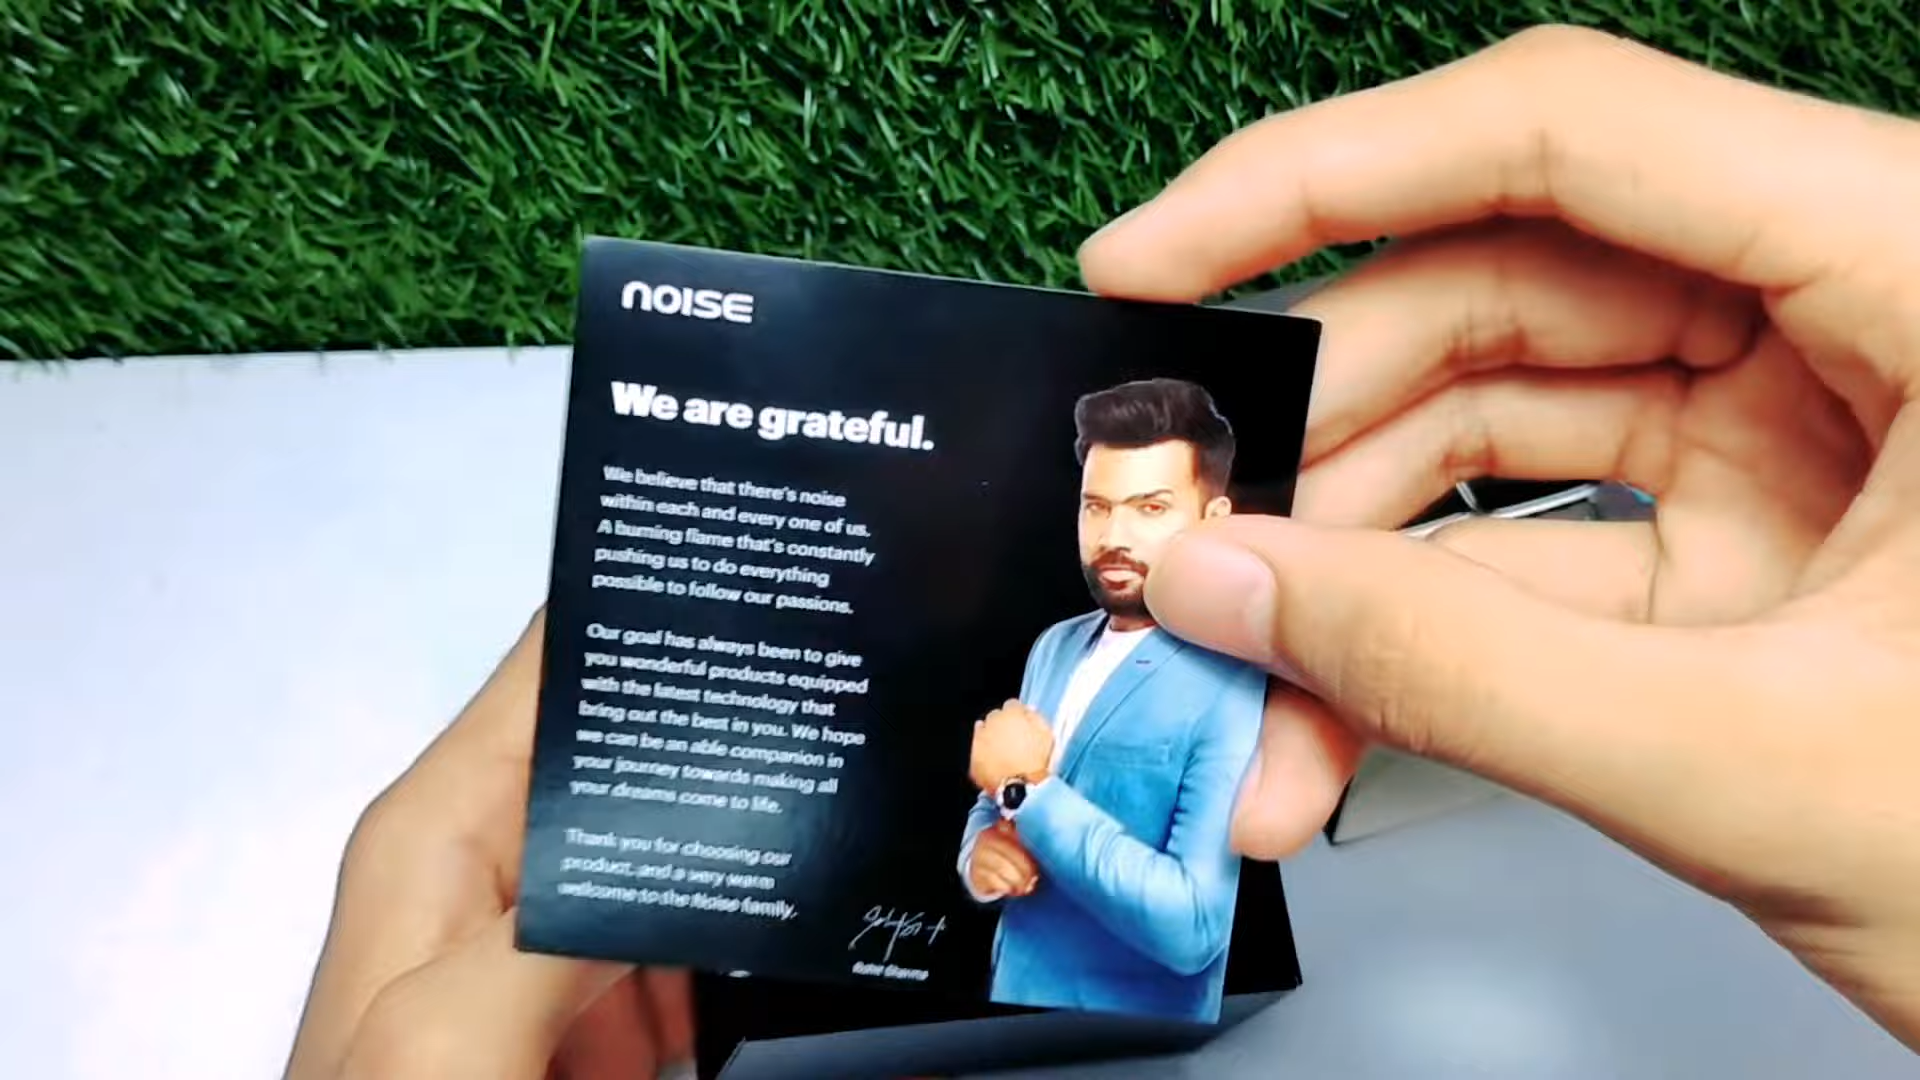 noise
We are grateful.
We believe that there's noise
within each and every one of us.
A burning flame that's constantly
pushing us to do everything
possible to follow our passions.
Our goal has always been to give
you wonderful products equipped
with the latest technology that
bring out the best in you. We hope
we can be an able companion in
your journey towards making all
your dreams come to life.
Thank you for choosing our
product, and a very warm
welcome to the Noise family.